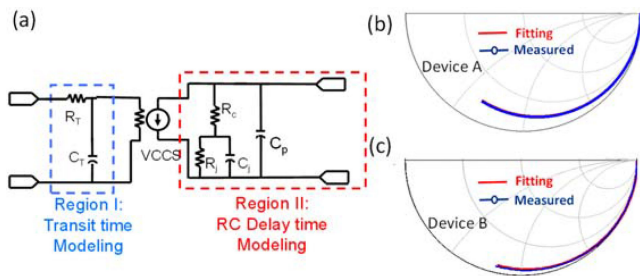 (a)
R_T
C_T
VCCS
R_c
R_j
C_j
C_p
Region I:
Transit time
Modeling
Region II:
RC Delay time
Modeling
(b)
Fitting
Measured
Device A
(c)
Fitting
Measured
Device B